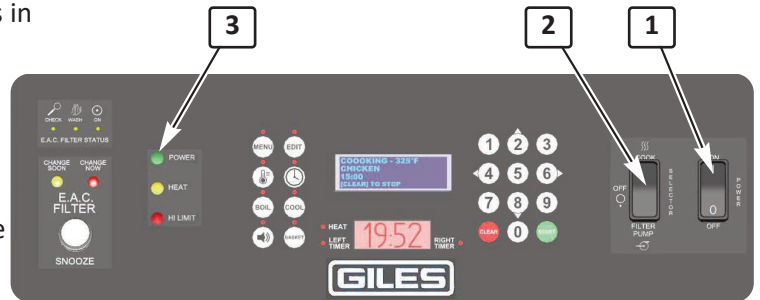 s in
3
2
1
CHECK WASH ON
E.A.C. FILTER STATUS
CHANGE SOON
CHANGE NOW
E.A.C.
FILTER
SNOOZE
e
POWER
HEAT
HI LIMIT
MENU EDIT
BOIL COOL
BASKET
COOOKING - 325°F
CHICKEN
15:00
[CLEAR] TO STOP
HEAT
LEFT TIMER
19:52
RIGHT TIMER
GILES
1 2 3
4 5 6
7 8 9
CLEAR 0 START
COOK
OFF
FILTER
PUMP
SELECTOR
ON
0
OFF
POWER